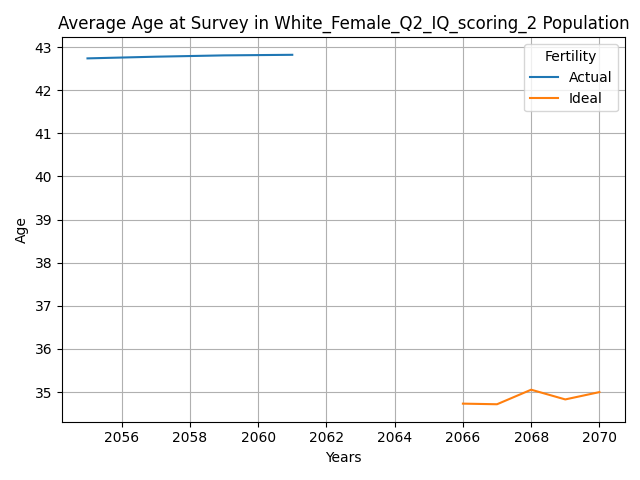 Average Age at Survey in White_Female_Q2_IQ_scoring_2 Population
Fertility
Actual
Ideal
Age
43
42
41
40
39
38
37
36
35
2056 2058 2060 2062 2064 2066 2068 2070
Years